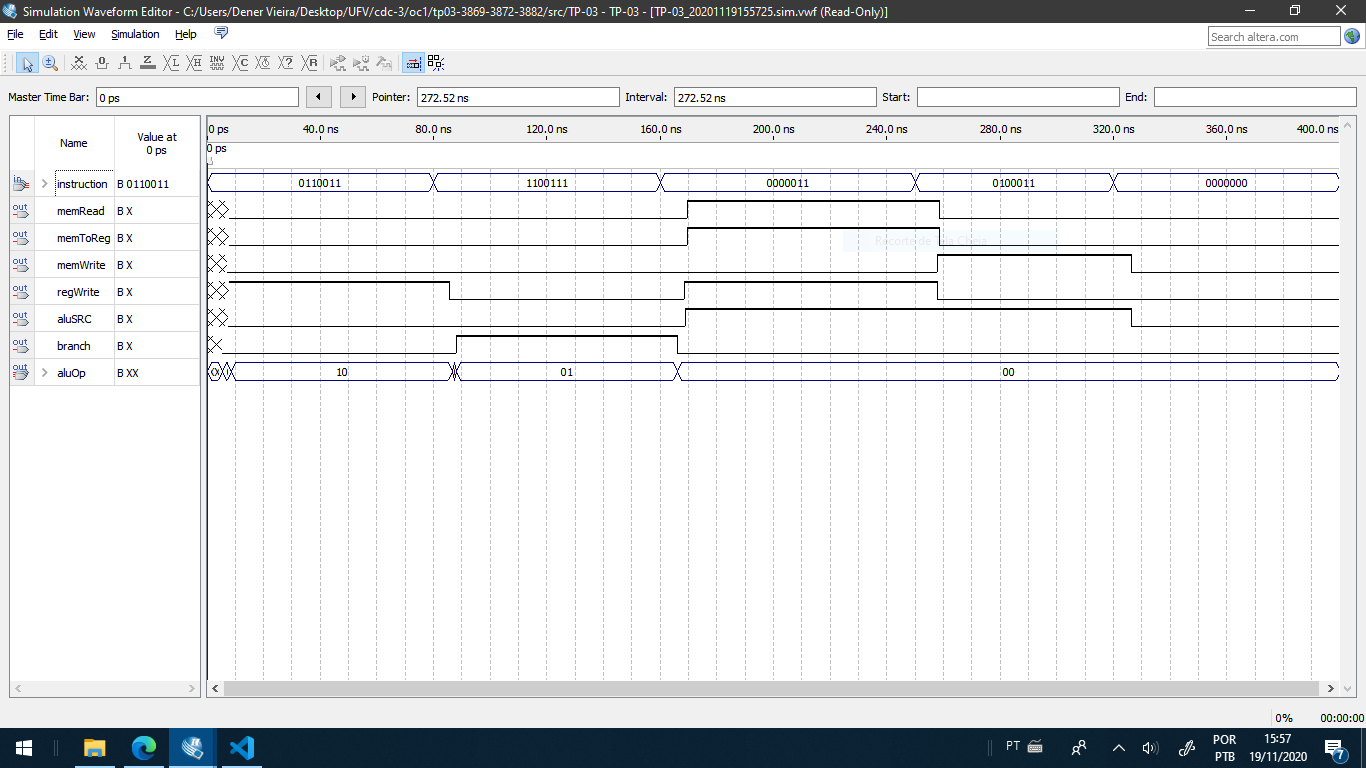 Simulation Waveform Editor - C:/Users/Dener Vieira/Desktop/UFV/cdc-3/oc1/tp03-3869-3872-3882/src/TP-03 - TP-03 - [TP-03_20201119155725.sim.vwf (Read-Only)]
File Edit View Simulation Help
Search altera.com
Master Time Bar: 0 ps Pointer: 272.52 ns Interval: 272.52 ns Start: End:
Name Value at 0 ps
0 ps 40.0 ns 80.0 ns 120.0 ns 160.0 ns 200.0 ns 240.0 ns 280.0 ns 320.0 ns 360.0 ns 400.0 ns
0 ps
instruction B 0110011 0110011 1100111 0000011 0100011 0000000
memRead B X
memToReg B X
Recorte de Tela Cheia
memWrite B X
regWrite B X
aluSRC B X
branch B X
aluOp B XX 10 01 00
0% 00:00:00
PT POR 15:57
PTB 19/11/2020 7